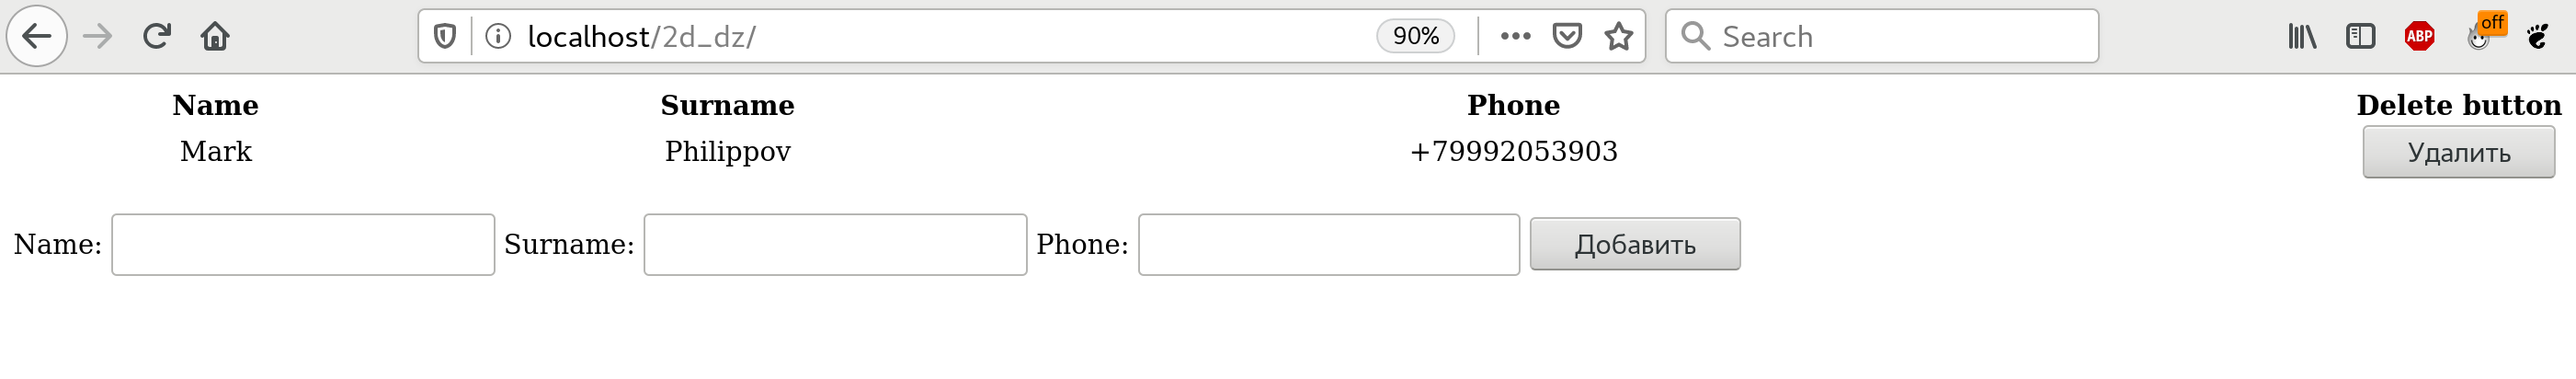 localhost/2d_dz/ 90% Search ABP off
Name Surname Phone Delete button
Mark Philippov +79992053903 Удалить
Name: Surname: Phone: Добавить